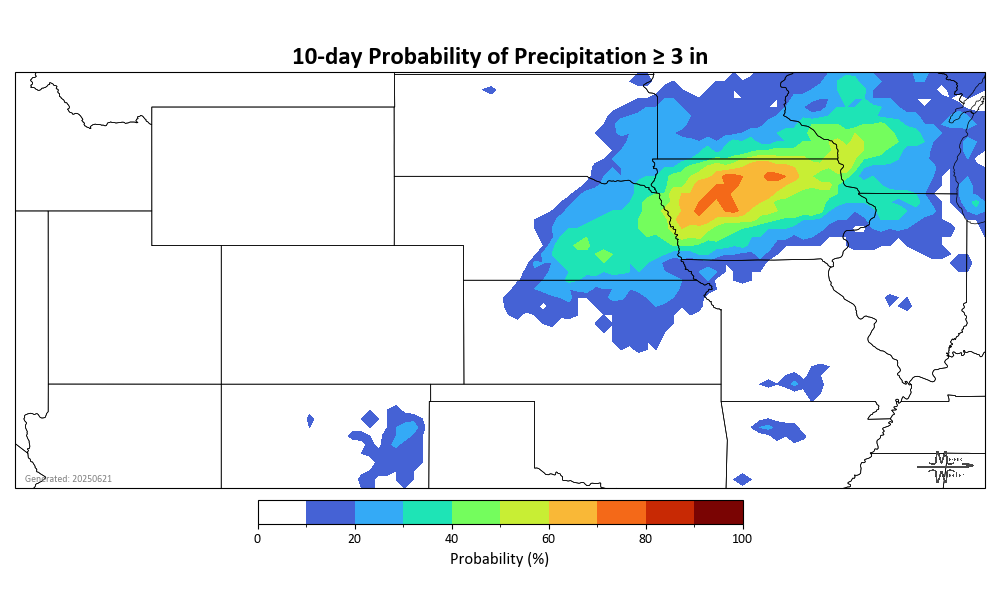 10-day Probability of Precipitation ≥ 3 in
Generated: 20250621
0 20 40 60 80 100
Probability (%)